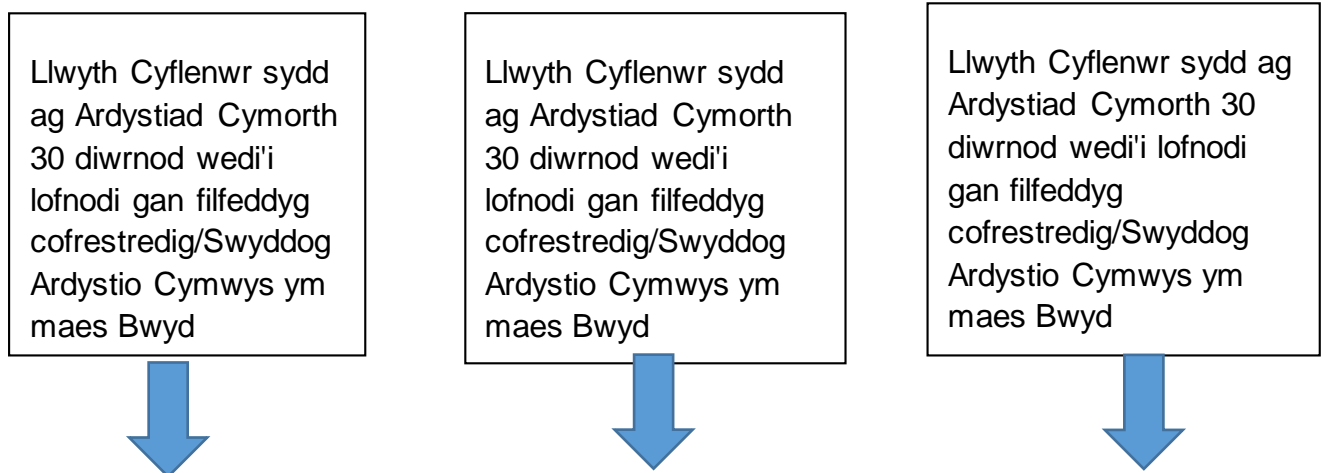 Llwyth Cyflenwr sydd
ag Ardystiad Cymorth
30 diwrnod wedi'i
lofnodi gan filfeddyg
cofrestredig/Swyddog
Ardystio Cymwys ym
maes Bwyd
Llwyth Cyflenwr sydd
ag Ardystiad Cymorth
30 diwrnod wedi'i
lofnodi gan filfeddyg
cofrestredig/Swyddog
Ardystio Cymwys ym
maes Bwyd
Llwyth Cyflenwr sydd ag
Ardystiad Cymorth 30
diwrnod wedi'i lofnodi
gan filfeddyg
cofrestredig/Swyddog
Ardystio Cymwys ym
maes Bwyd